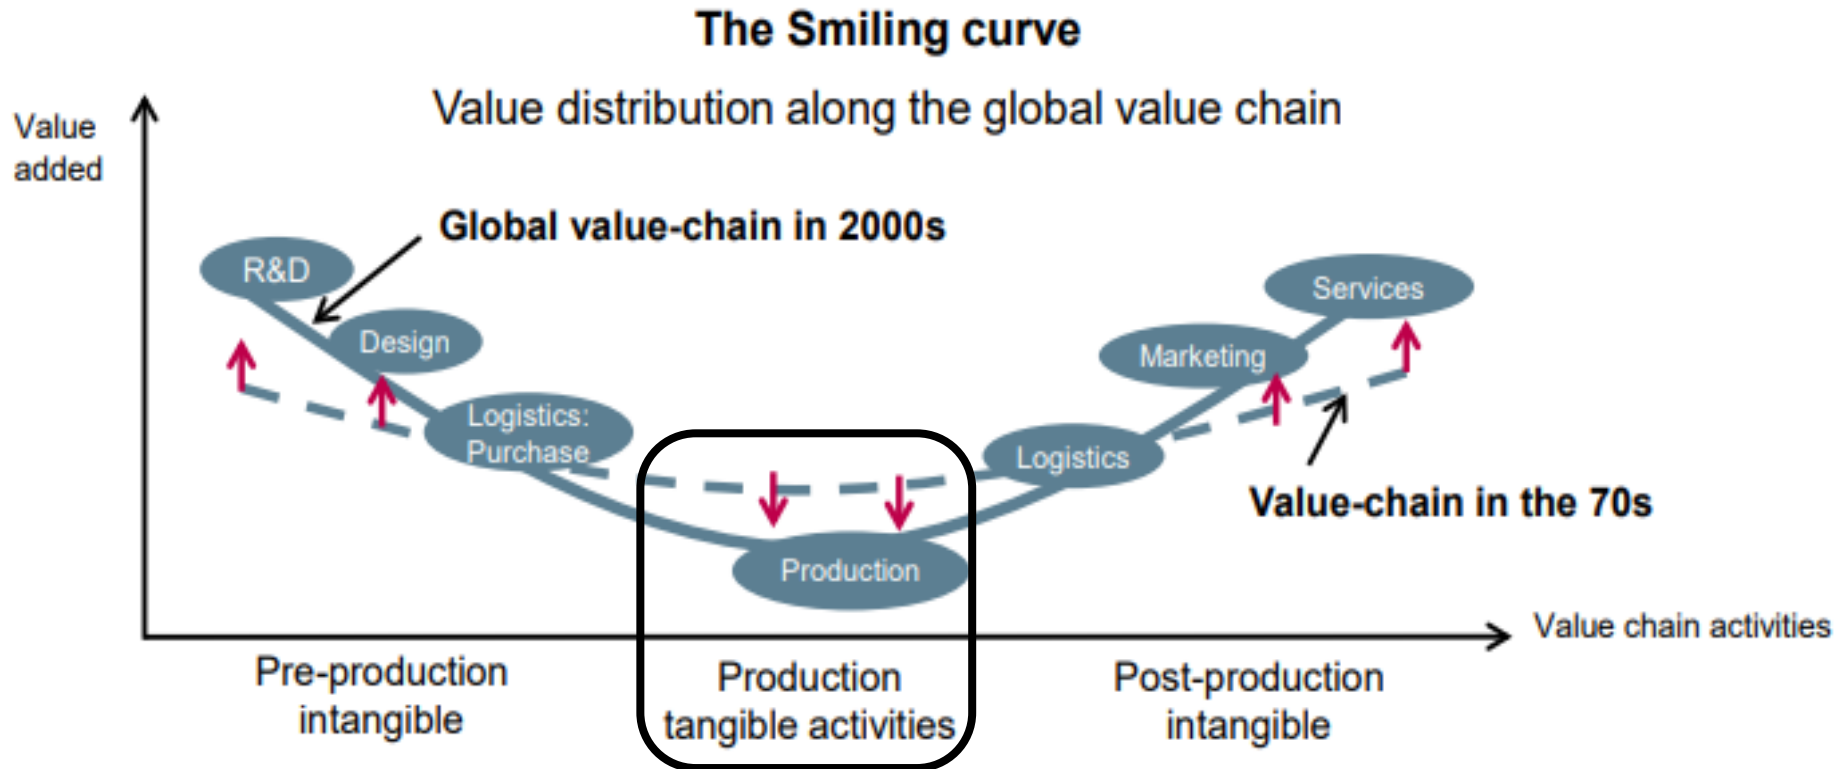 The Smiling curve
Value distribution along the global value chain
Value
added
Global value-chain in 2000s
R&D
Design
Logistics:
Purchase
Production
Logistics
Marketing
Services
Value-chain in the 70s
Value chain activities
Pre-production
intangible
Production
tangible activities
Post-production
intangible